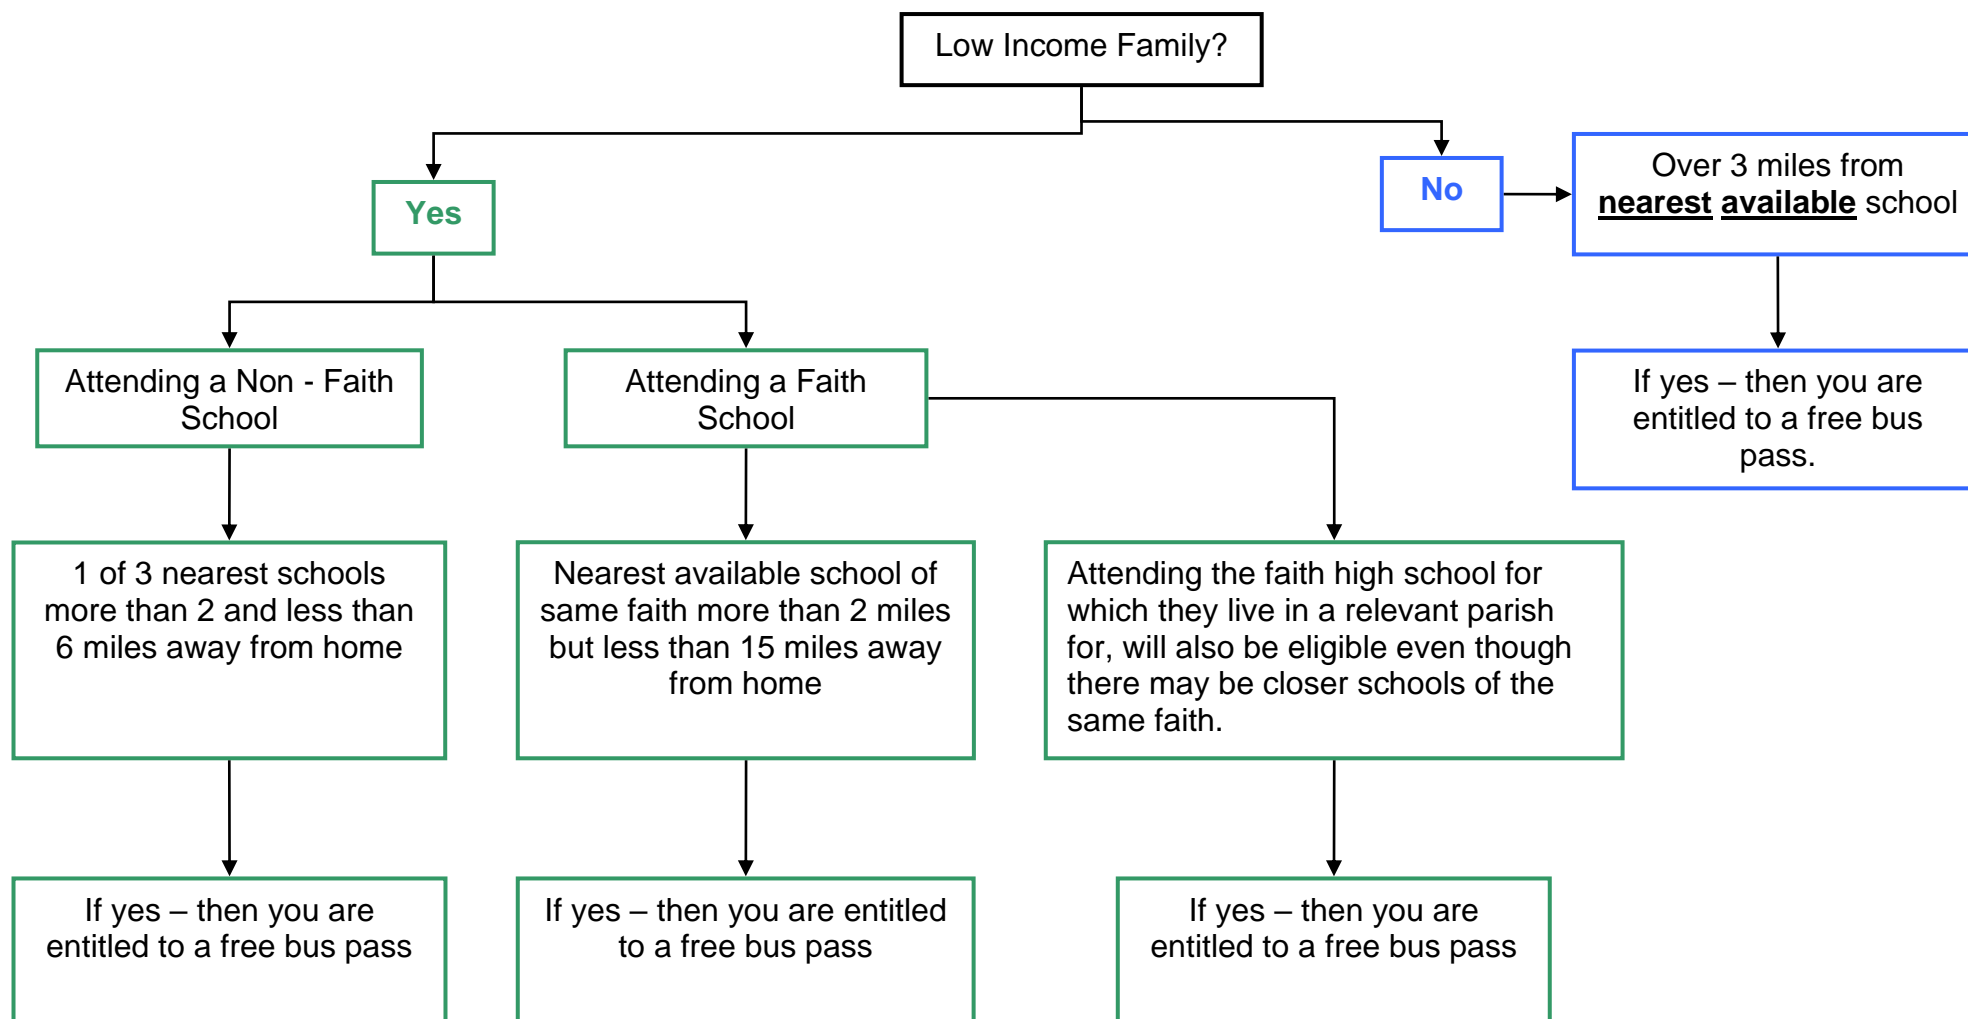 Low Income Family?
Yes
No
Over 3 miles from
nearest available school
Attending a Non - Faith
School
Attending a Faith
School
If yes – then you are
entitled to a free bus
pass.
1 of 3 nearest schools
more than 2 and less than
6 miles away from home
Nearest available school of
same faith more than 2 miles
but less than 15 miles away
from home
Attending the faith high school for
which they live in a relevant parish
for, will also be eligible even though
there may be closer schools of the
same faith.
If yes – then you are
entitled to a free bus pass
If yes – then you are entitled
to a free bus pass
If yes – then you are
entitled to a free bus pass